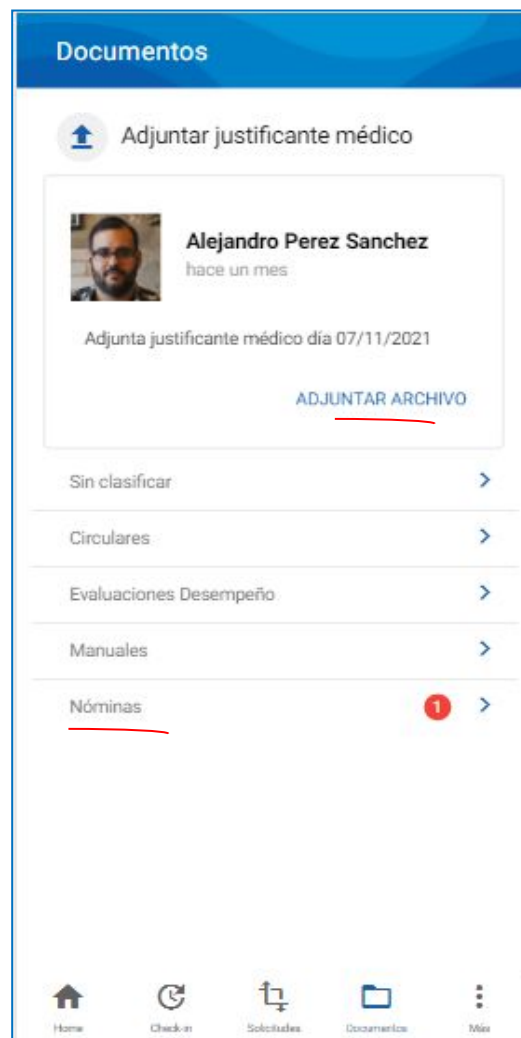 Documentos
Adjuntar justificante médico
Alejandro Perez Sanchez
hace un mes
Adjunta justificante médico día 07/11/2021
ADJUNTAR ARCHIVO
Sin clasificar
Circulares
Evaluaciones Desempeño
Manuales
Nóminas 1
Home Check-in Solicitudes Documentos Más